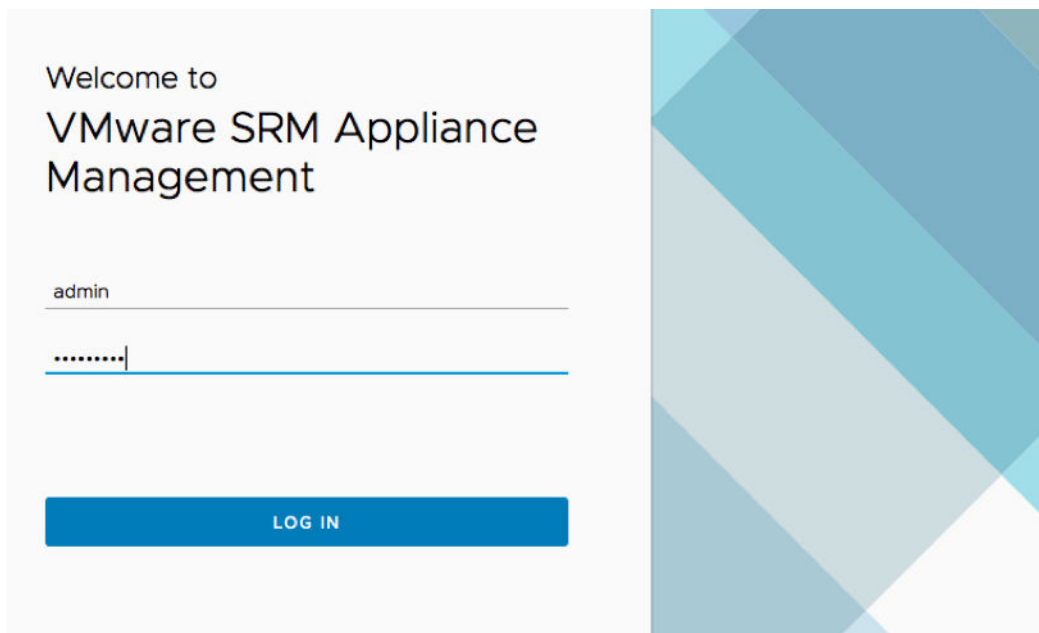 Welcome to
VMware SRM Appliance
Management
admin
•••••••••
LOG IN